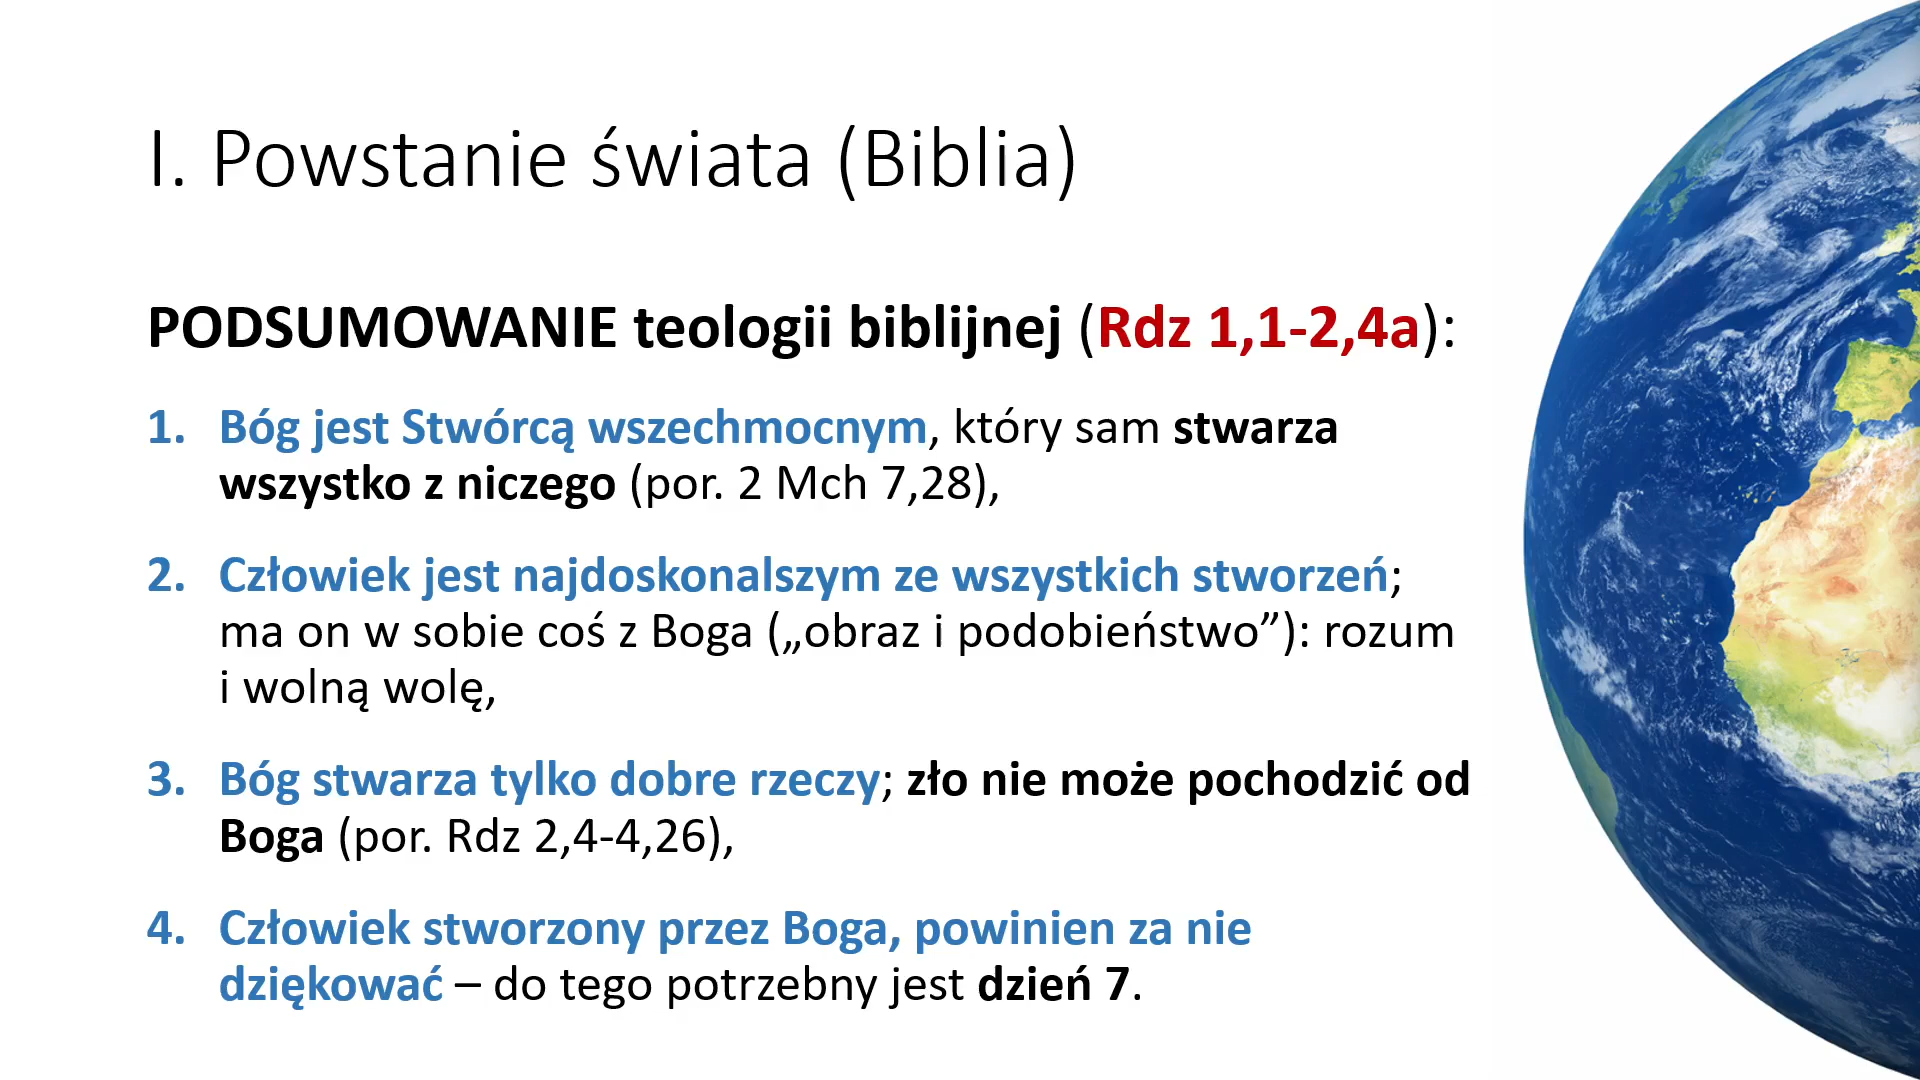 I. Powstanie świata (Biblia)
PODSUMOWANIE teologii biblijnej (Rdz 1,1-2,4a):
1. Bóg jest Stwórcą wszechmocnym, który sam stwarza
wszystko z niczego (por. 2 Mch 7,28),
2. Człowiek jest najdoskonalszym ze wszystkich stworzeń;
ma on w sobie coś z Boga („obraz i podobieństwo”): rozum
i wolną wolę,
3. Bóg stwarza tylko dobre rzeczy; zło nie może pochodzić od
Boga (por. Rdz 2,4-4,26),
4. Człowiek stworzony przez Boga, powinien za nie
dziękować – do tego potrzebny jest dzień 7.